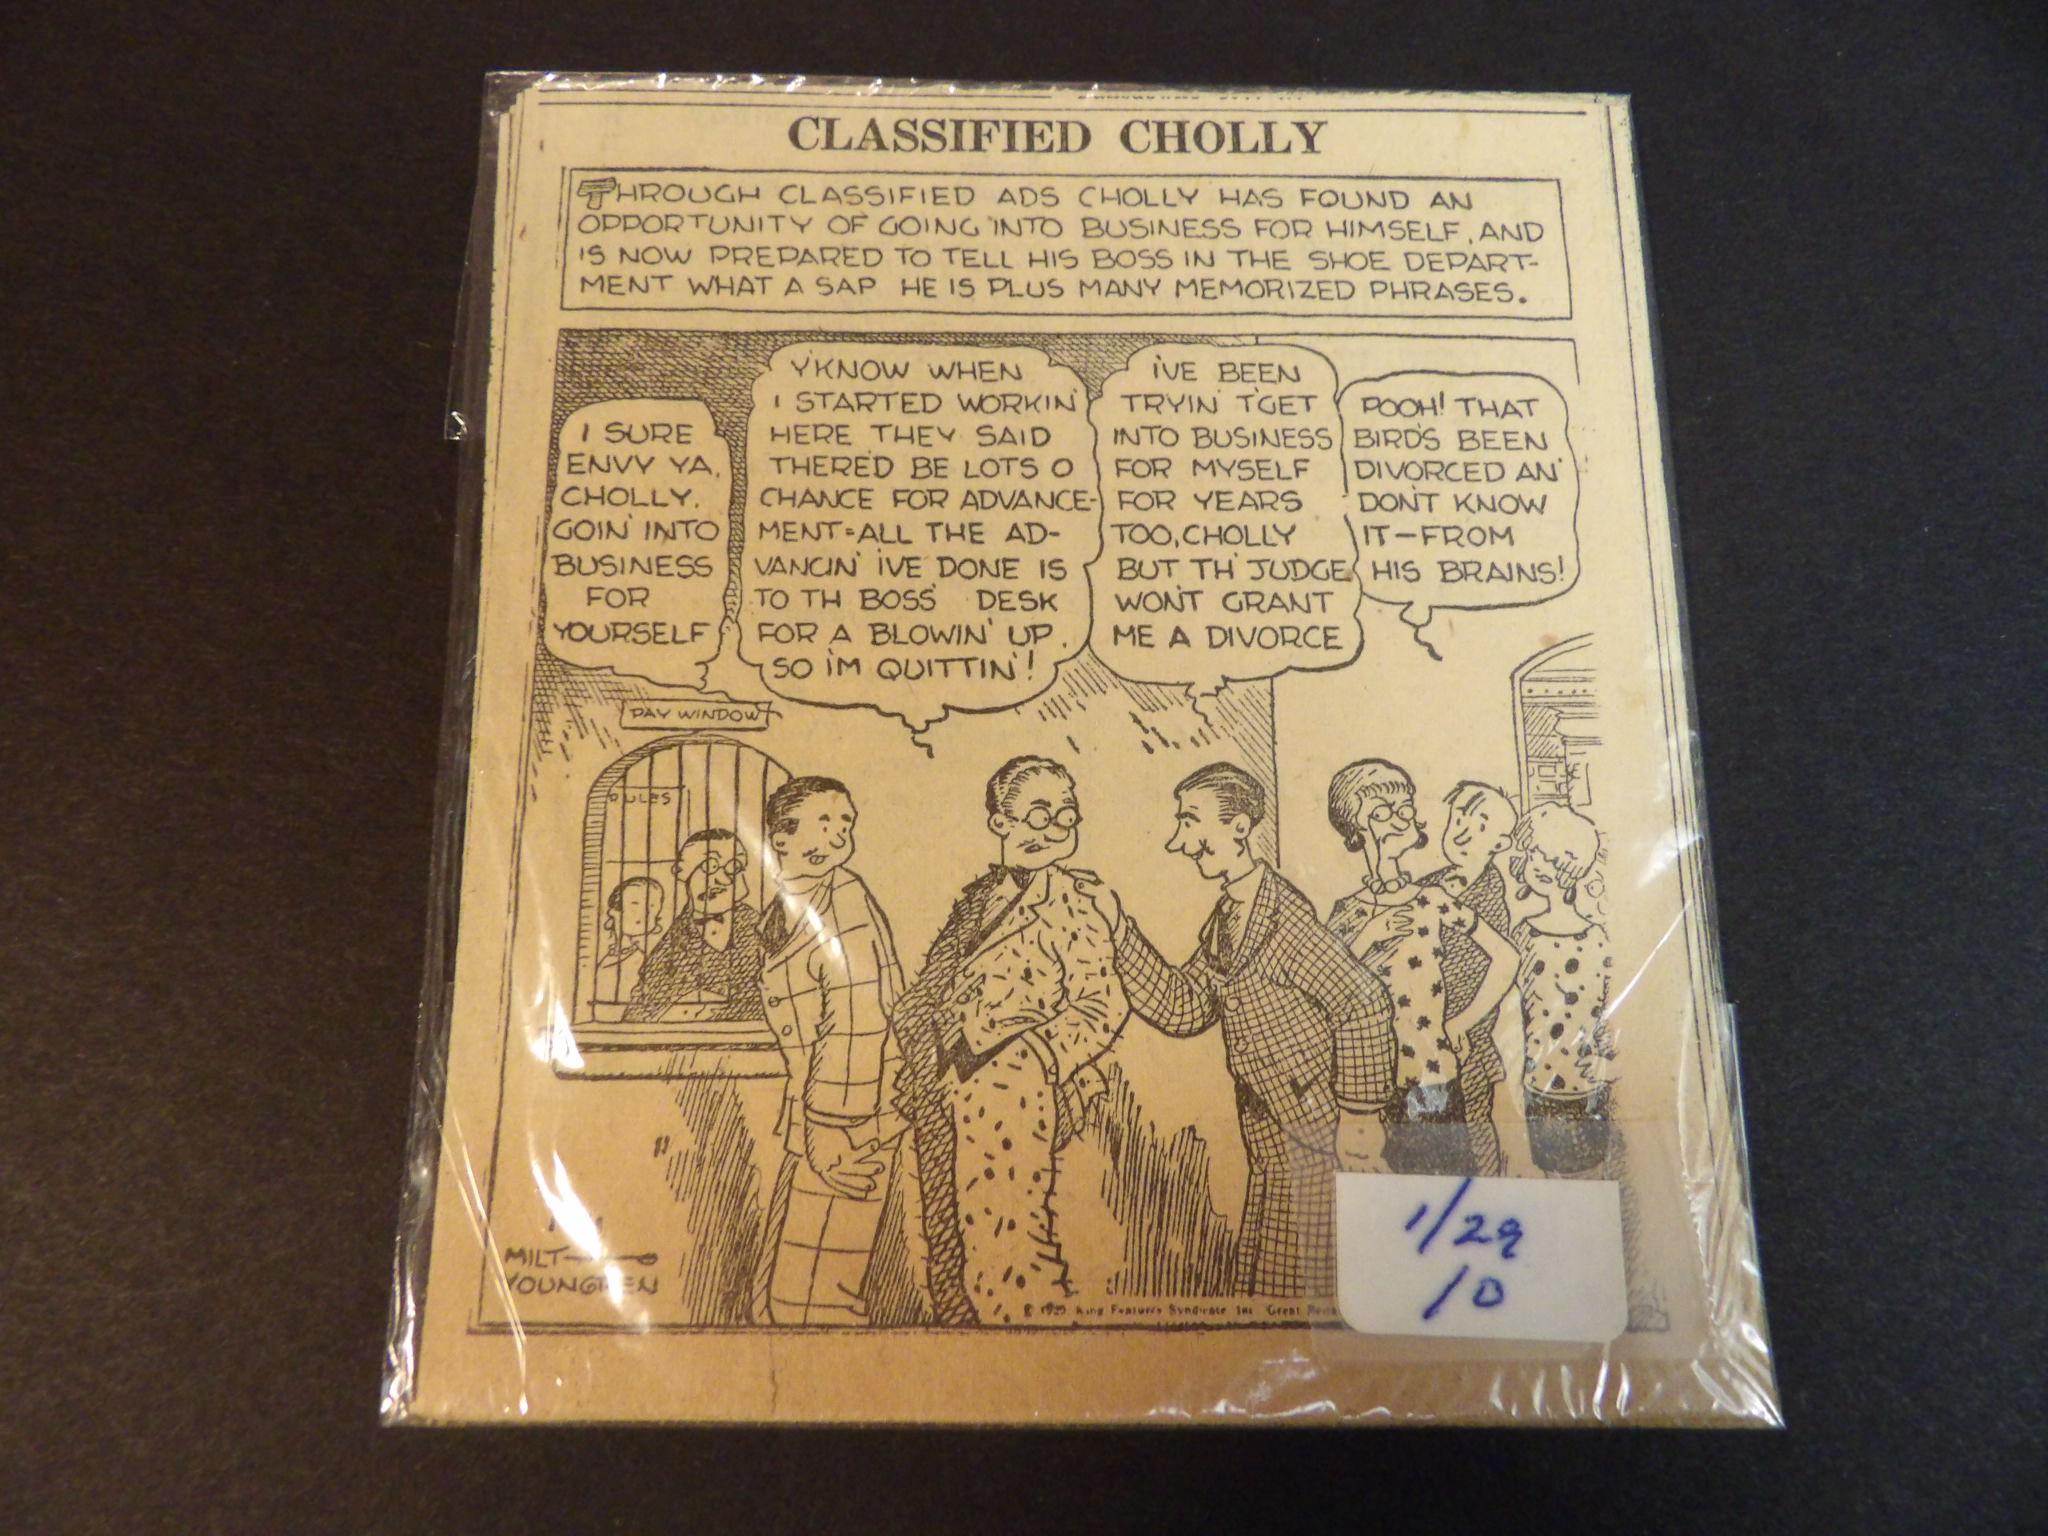 CLASSIFIED CHOLLY
THROUGH CLASSIFIED ADS CHOLLY HAS FOUND AN
OPPORTUNITY OF GOING INTO BUSINESS FOR HIMSELF, AND
IS NOW PREPARED TO TELL HIS BOSS IN THE SHOE DEPART-
MENT WHAT A SAP HE IS PLUS MANY MEMORIZED PHRASES.
I SURE
ENVY YA,
CHOLLY.
GOIN' INTO
BUSINESS
FOR
YOURSELF
Y'KNOW WHEN
I STARTED WORKIN'
HERE THEY SAID
THERE'D BE LOTS O
CHANCE FOR ADVANCE-
MENT=ALL THE AD-
VANCIN' I'VE DONE IS
TO TH BOSS' DESK
FOR A BLOWIN' UP.
SO I'M QUITTIN'!
I'VE BEEN
TRYIN' T'GET
INTO BUSINESS
FOR MYSELF
FOR YEARS
TOO, CHOLLY
BUT TH' JUDGE
WON'T GRANT
ME A DIVORCE
POOH! THAT
BIRD'S BEEN
DIVORCED AN'
DON'T KNOW
IT-FROM
HIS BRAINS!
PAY WINDOW
RULES
MILT
YOUNGREN
King Features Syndicate Inc Great
1/29
10